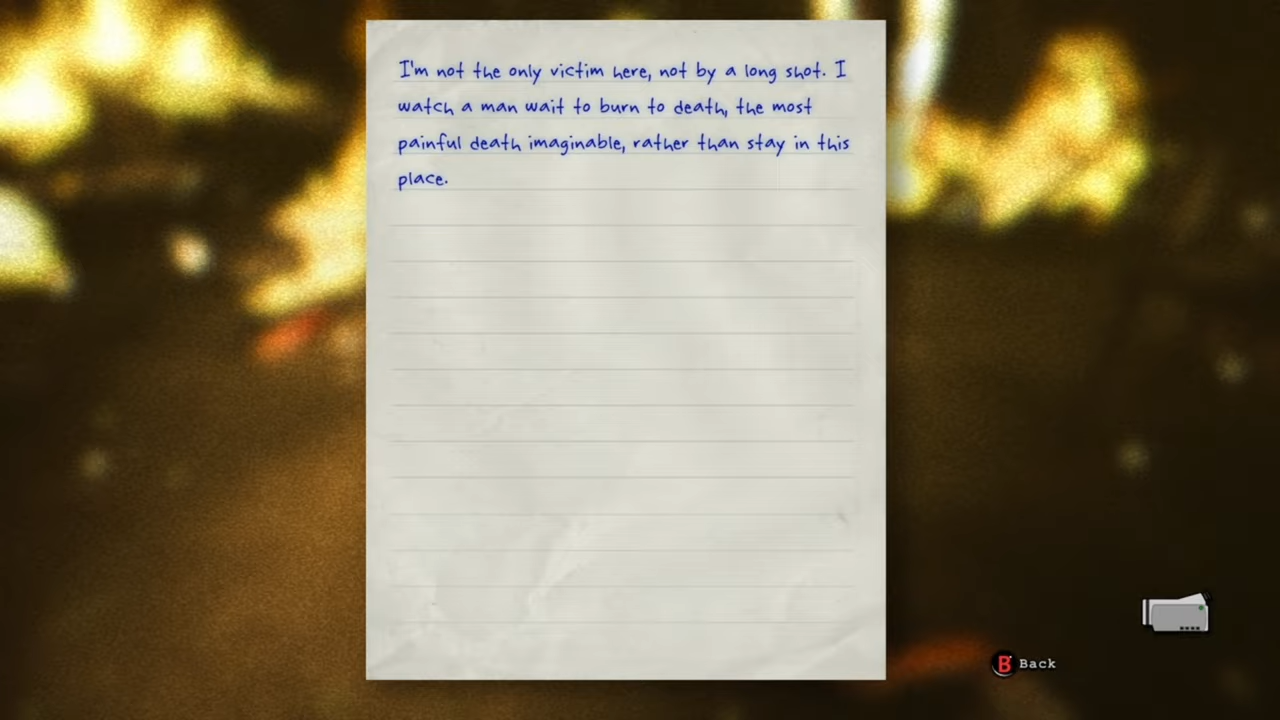 I'm not the only victim here, not by a long shot. I
watch a man wait to burn to death, the most
painful death imaginable, rather than stay in this
place.
B Back